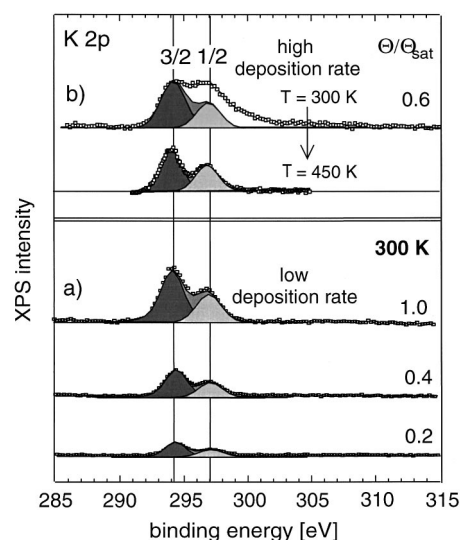 K 2p
3/2 1/2
high
deposition rate
Θ/Θsat
b)
T = 300 K
0.6
T = 450 K
XPS intensity
300 K
a)
low
deposition rate
1.0
0.4
0.2
285 290 295 300 305 310 315
binding energy [eV]